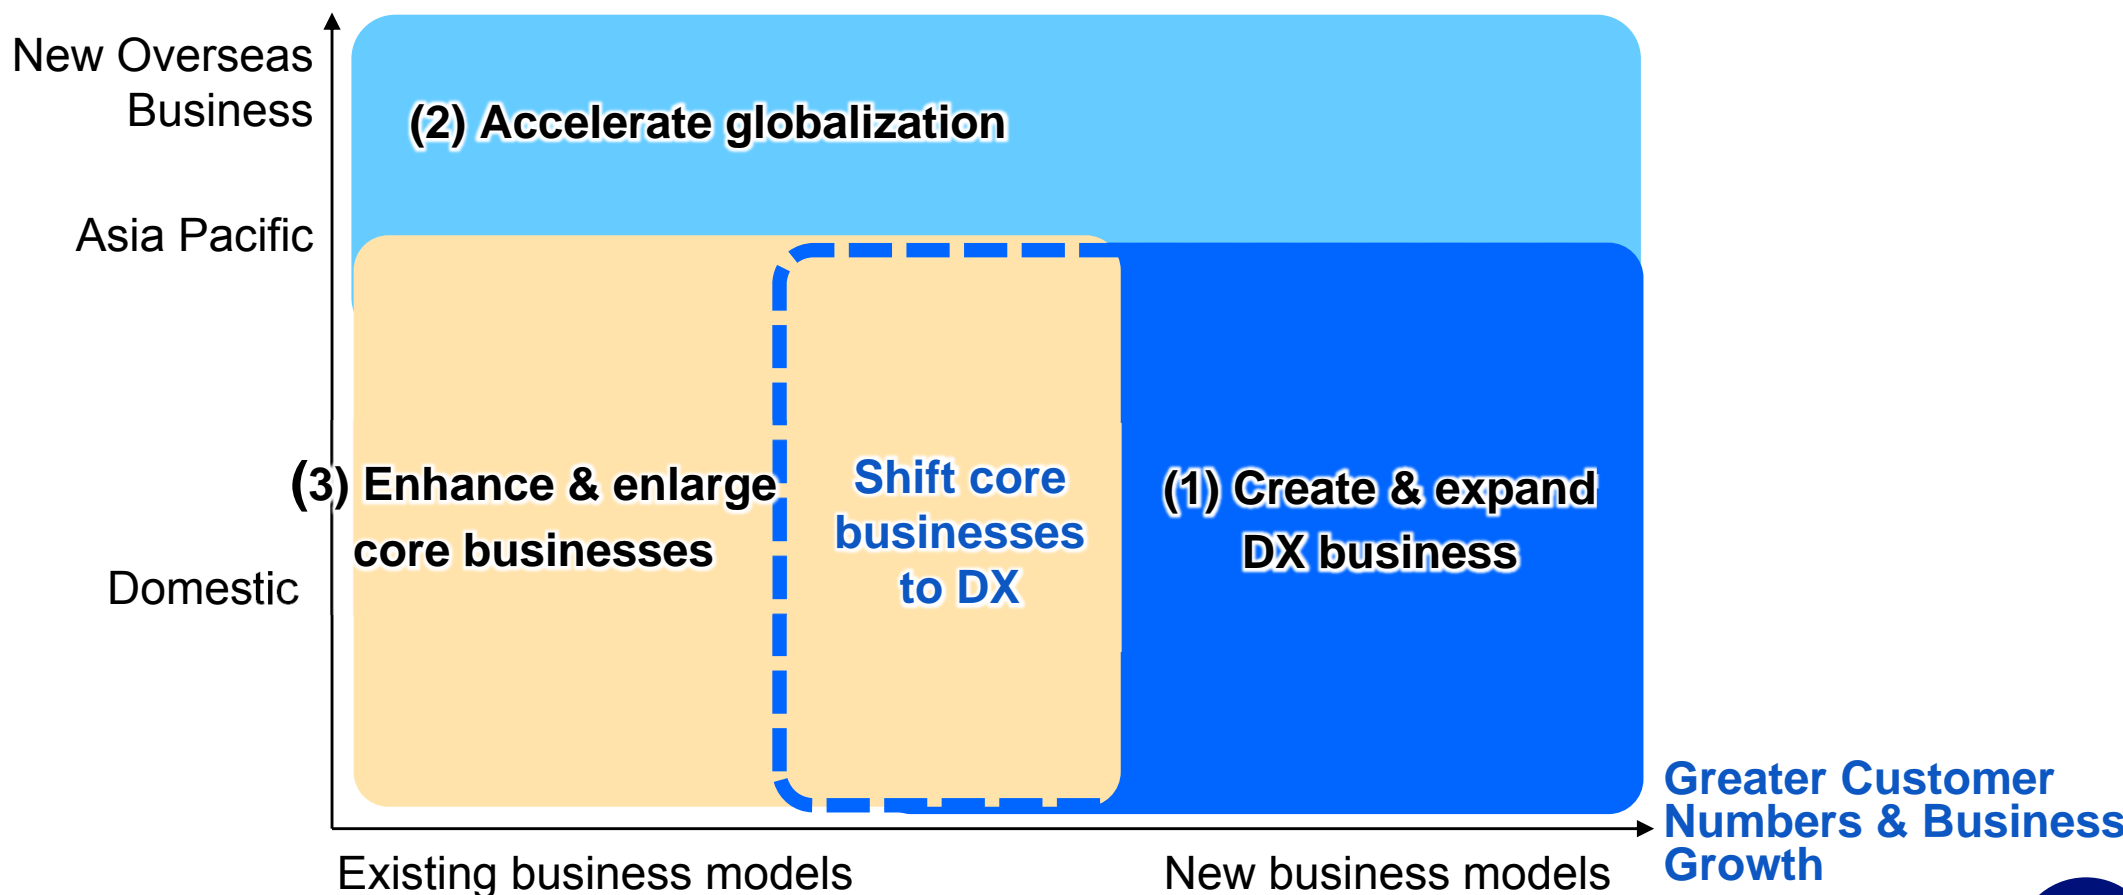 New Overseas
Business
(2) Accelerate globalization
Asia Pacific
(3) Enhance & enlarge
core businesses
Shift core
businesses
to DX
(1) Create & expand
DX business
Domestic
Greater Customer
Numbers & Business
Growth
Existing business models
New business models